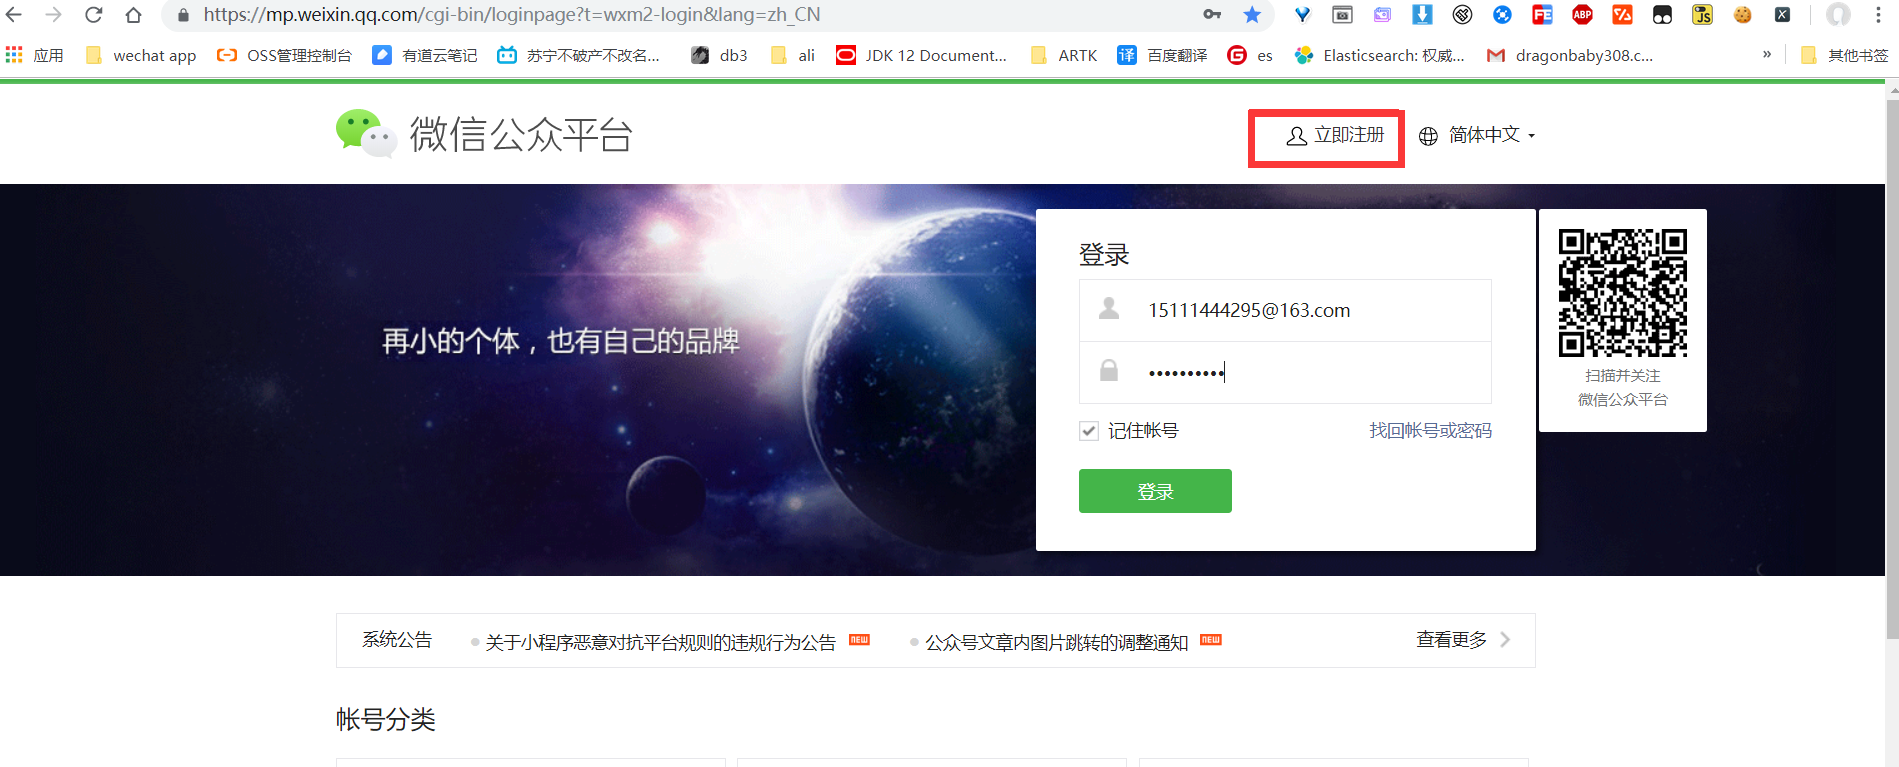 https://mp.weixin.qq.com/cgi-bin/loginpage?t=wxm2-login&lang=zh_CN
FE
ABP
JS
X
应用
wechat app
OSS管理控制台
有道云笔记
苏宁不破产不改名...
db3
ali
JDK 12 Document...
ARTK
译 百度翻译
G es
Elasticsearch: 权威...
dragonbaby308.c...
»
其他书签
微信公众平台
立即注册
简体中文
再小的个体，也有自己的品牌
登录
15111444295@163.com
••••••••••
记住帐号
找回帐号或密码
登录
扫描并关注
微信公众平台
系统公告
关于小程序恶意对抗平台规则的违规行为公告 NEW
公众号文章内图片跳转的调整通知 NEW
查看更多
帐号分类